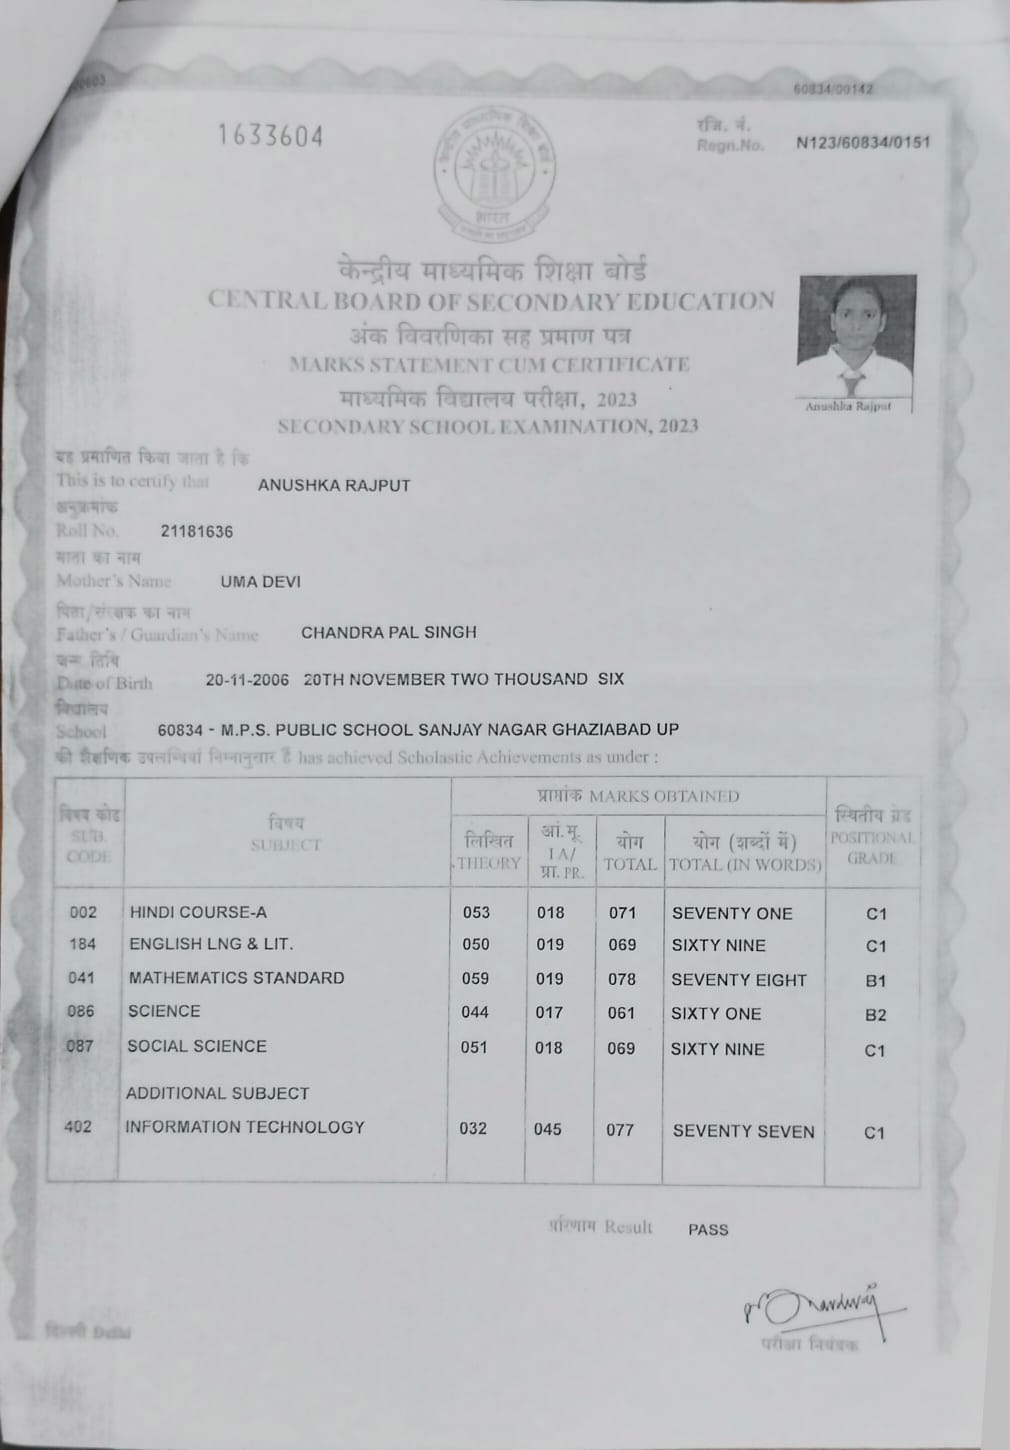 60834/00142
1633604
रजि. नं.
Regn.No. N123/60834/0151
भारत
केन्द्रीय माध्यमिक शिक्षा बोर्ड
CENTRAL BOARD OF SECONDARY EDUCATION
अंक विवरणिका सह प्रमाण पत्र
MARKS STATEMENT CUM CERTIFICATE
माध्यमिक विद्यालय परीक्षा, 2023
SECONDARY SCHOOL EXAMINATION, 2023
Anushka Rajput
यह प्रमाणित किया जाता है कि
This is to certify that ANUSHKA RAJPUT
अनुक्रमांक
Roll No. 21181636
माता का नाम
Mother's Name UMA DEVI
पिता/संरक्षक का नाम
Father's / Guardian's Name CHANDRA PAL SINGH
जन्म तिथि
Date of Birth 20-11-2006 20TH NOVEMBER TWO THOUSAND SIX
विद्यालय
School 60834 - M.P.S. PUBLIC SCHOOL SANJAY NAGAR GHAZIABAD UP
की शैक्षणिक उपलब्धियां निम्नानुसार हैं has achieved Scholastic Achievements as under :
विषय कोड SUB. CODE
विषय SUBJECT
प्राप्तांक MARKS OBTAINED
लिखित THEORY
आं.मू. IA/ प्रा. PR.
योग TOTAL
योग (शब्दों में) TOTAL (IN WORDS)
स्थितीय ग्रेड POSITIONAL GRADE
002 HINDI COURSE-A 053 018 071 SEVENTY ONE C1
184 ENGLISH LNG & LIT. 050 019 069 SIXTY NINE C1
041 MATHEMATICS STANDARD 059 019 078 SEVENTY EIGHT B1
086 SCIENCE 044 017 061 SIXTY ONE B2
087 SOCIAL SCIENCE 051 018 069 SIXTY NINE C1
ADDITIONAL SUBJECT
402 INFORMATION TECHNOLOGY 032 045 077 SEVENTY SEVEN C1
परिणाम Result PASS
दिल्ली Delhi
परीक्षा नियंत्रक